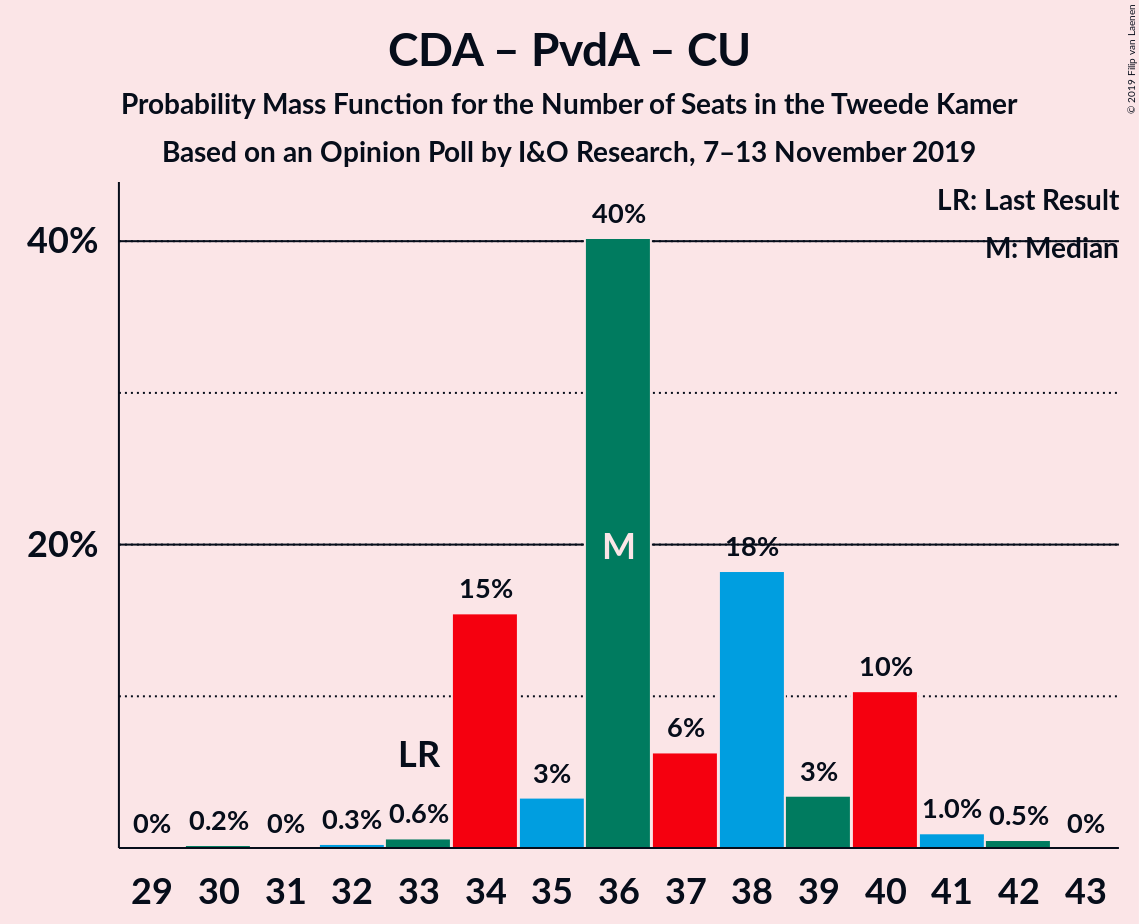 CDA – PvdA – CU
Probability Mass Function for the Number of Seats in the Tweede Kamer
Based on an Opinion Poll by I&O Research, 7–13 November 2019
© 2019 Filip van Laenen
LR: Last Result
M: Median
40%
20%
0%
0.2%
0%
0.3%
0.6%
LR
15%
3%
40%
M
6%
18%
3%
10%
1.0%
0.5%
0%
29 30 31 32 33 34 35 36 37 38 39 40 41 42 43